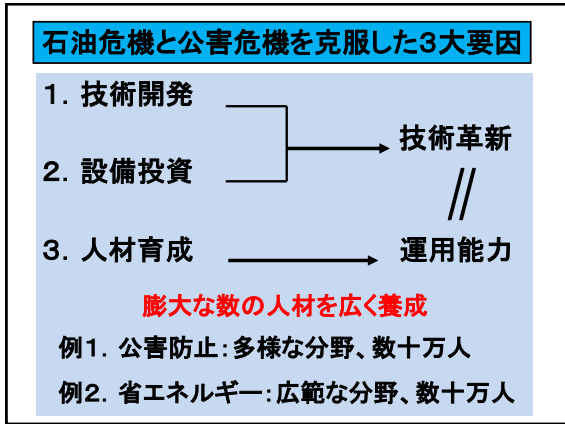 石油危機と公害危機を克服した３大要因
１．技術開発
技術革新
２．設備投資
３．人材育成
運用能力
膨大な数の人材を広く養成
例１．公害防止：多様な分野、数十万人
例２．省エネルギー：広範な分野、数十万人